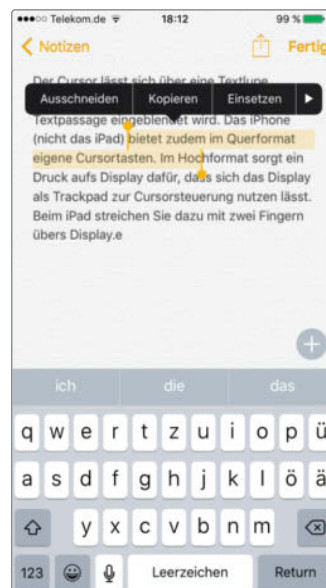 Telekom.de 18:12 99 %
Notizen Fertig
Der Cursor lässt sich über eine Textlupe
Ausschneiden Kopieren Einsetzen
Textpassage eingeblendet wird. Das iPhone
(nicht das iPad) bietet zudem im Querformat
eigene Cursortasten. Im Hochformat sorgt ein
Druck aufs Display dafür, dass sich das Display
als Trackpad zur Cursorsteuerung nutzen lässt.
Beim iPad streichen Sie dazu mit zwei Fingern
übers Display.e
ich die das
q w e r t z u i o p ü
a s d f g h j k l ö ä
y x c v b n m
123 Leerzeichen Return